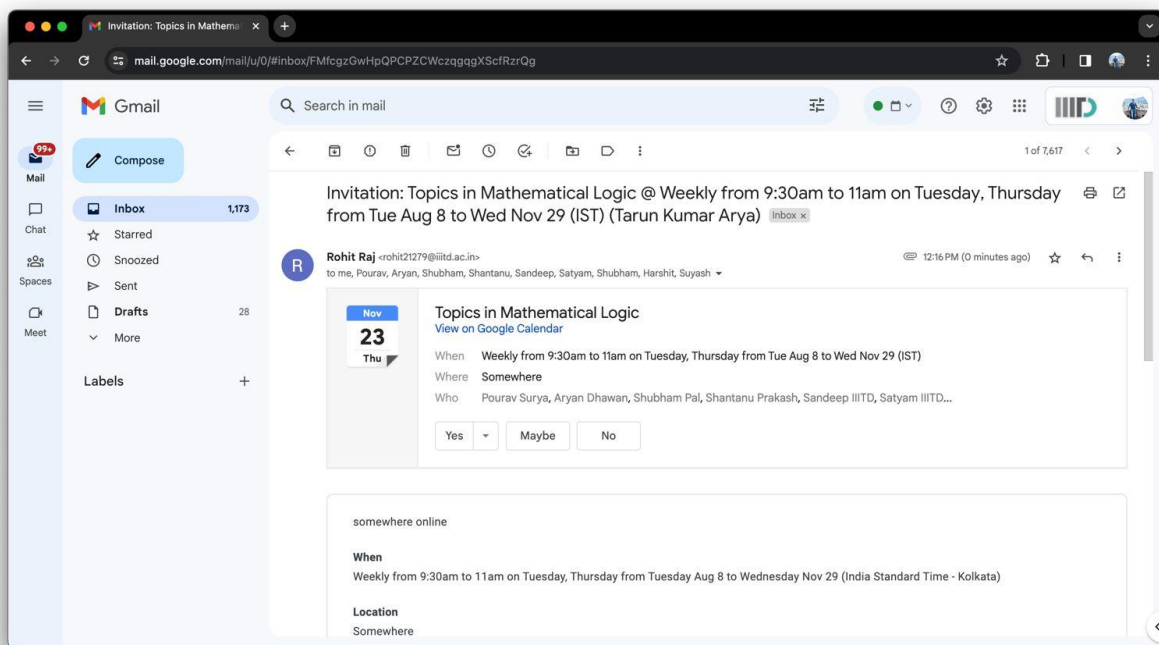 Invitation: Topics in Mathema
mail.google.com/mail/u/0/#inbox/FMfcgzGwHpQPCPZCWczqgqgXScfRzrQg
Gmail
Search in mail
IIITD
99+
Mail
Chat
Spaces
Meet
Compose
Inbox 1,173
Starred
Snoozed
Sent
Drafts 28
More
Labels
1 of 7,617
Invitation: Topics in Mathematical Logic @ Weekly from 9:30am to 11am on Tuesday, Thursday
from Tue Aug 8 to Wed Nov 29 (IST) (Tarun Kumar Arya) Inbox x
R
Rohit Raj <rohit21279@iiitd.ac.in> 12:16 PM (0 minutes ago)
to me, Pourav, Aryan, Shubham, Shantanu, Sandeep, Satyam, Shubham, Harshit, Suyash
Nov
23
Thu
Topics in Mathematical Logic
View on Google Calendar
When Weekly from 9:30am to 11am on Tuesday, Thursday from Tue Aug 8 to Wed Nov 29 (IST)
Where Somewhere
Who Pourav Surya, Aryan Dhawan, Shubham Pal, Shantanu Prakash, Sandeep IIITD, Satyam IIITD...
Yes Maybe No
somewhere online
When
Weekly from 9:30am to 11am on Tuesday, Thursday from Tuesday Aug 8 to Wednesday Nov 29 (India Standard Time - Kolkata)
Location
Somewhere